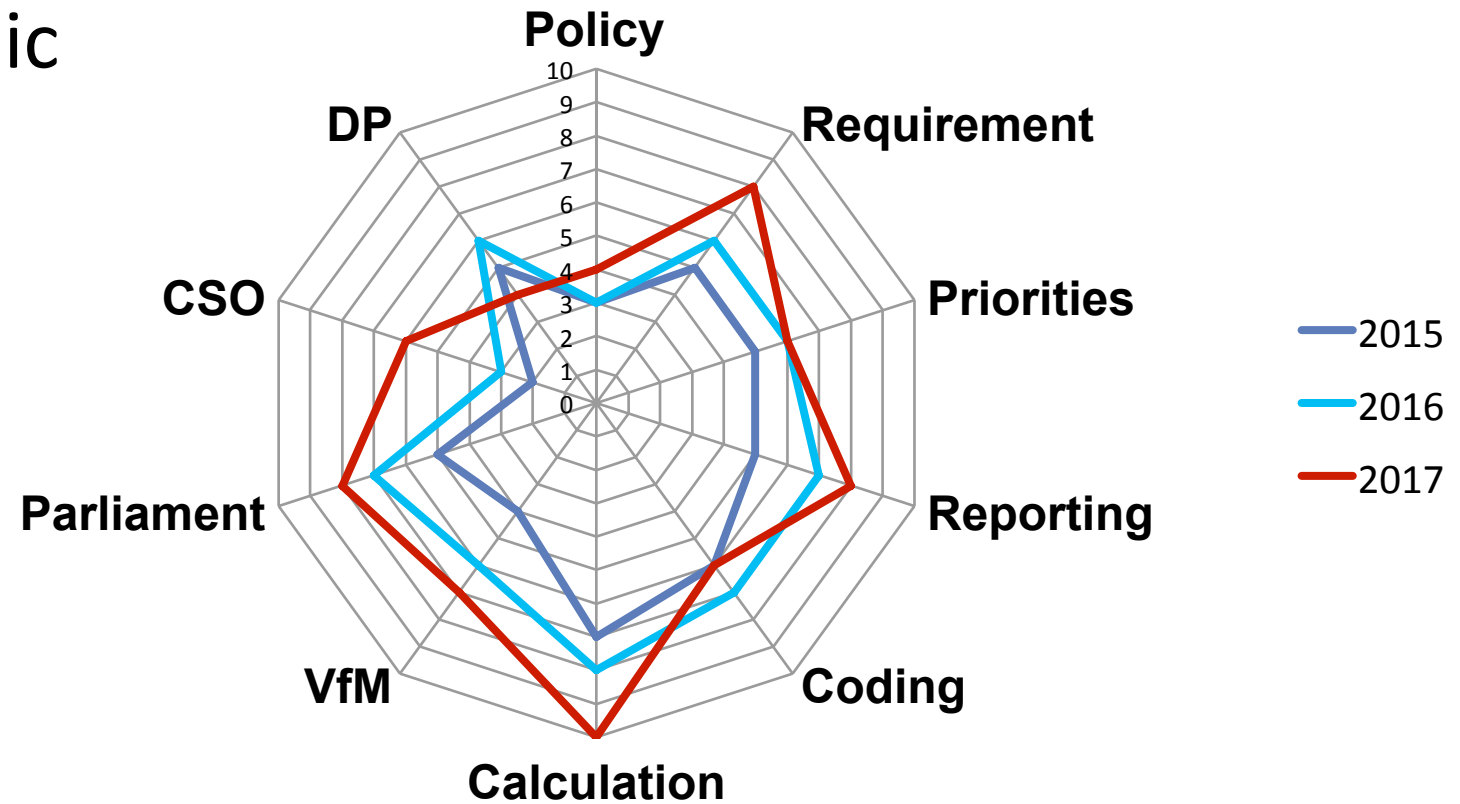 ic
Policy
DP
Requirement
CSO
Priorities
Parliament
Reporting
VfM
Coding
Calculation
10
9
8
7
6
5
4
3
2
1
0
2015
2016
2017